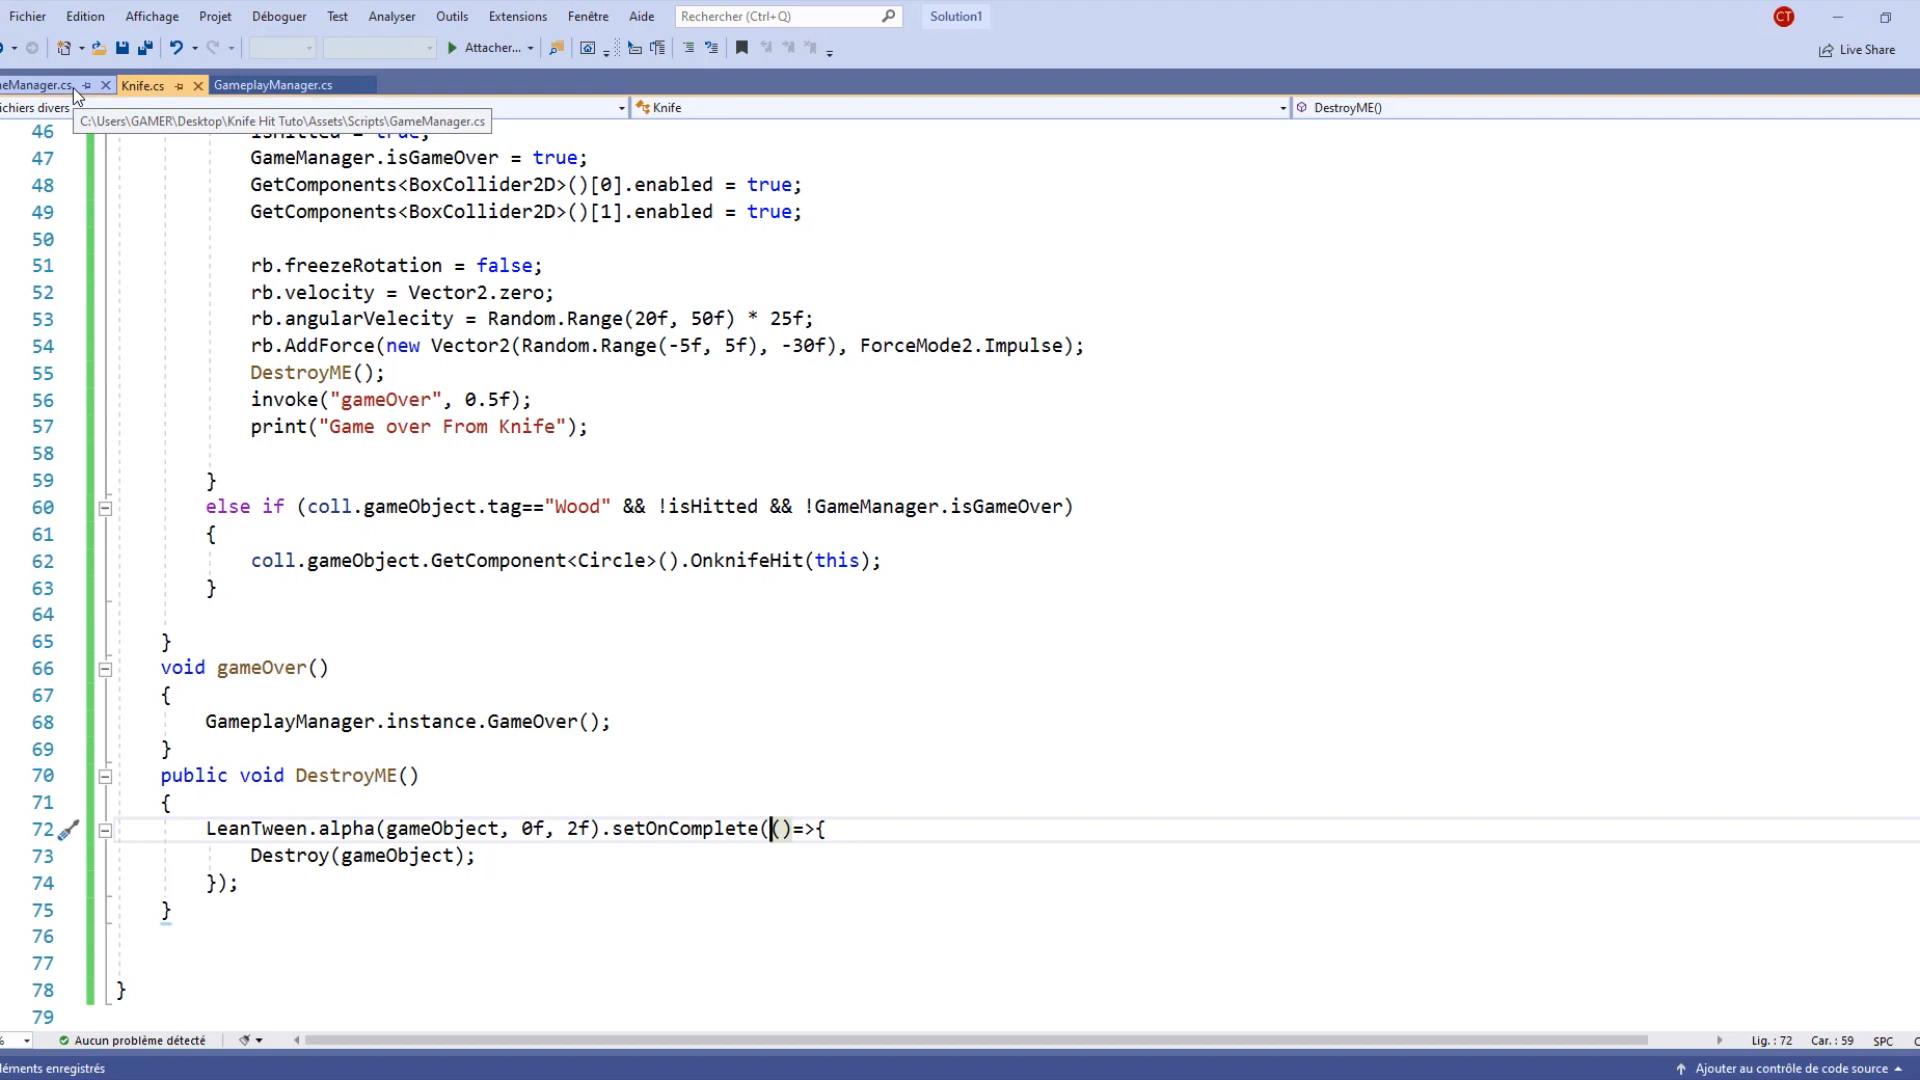 Fichier Edition Affichage Projet Déboguer Test Analyser Outils Extensions Fenêtre Aide Rechercher (Ctrl+Q) Solution1 CT
Attacher... Live Share
eManager.cs Knife.cs GameplayManager.cs
ichiers divers Knife DestroyME()
C:\Users\GAMER\Desktop\Knife Hit Tuto\Assets\Scripts\GameManager.cs
46 isHitted = true;
47 GameManager.isGameOver = true;
48 GetComponents<BoxCollider2D>()[0].enabled = true;
49 GetComponents<BoxCollider2D>()[1].enabled = true;
50
51 rb.freezeRotation = false;
52 rb.velocity = Vector2.zero;
53 rb.angularVelecity = Random.Range(20f, 50f) * 25f;
54 rb.AddForce(new Vector2(Random.Range(-5f, 5f), -30f), ForceMode2.Impulse);
55 DestroyME();
56 invoke("gameOver", 0.5f);
57 print("Game over From Knife");
58
59 }
60 else if (coll.gameObject.tag=="Wood" && !isHitted && !GameManager.isGameOver)
61 {
62 coll.gameObject.GetComponent<Circle>().OnknifeHit(this);
63 }
64
65 }
66 void gameOver()
67 {
68 GameplayManager.instance.GameOver();
69 }
70 public void DestroyME()
71 {
72 LeanTween.alpha(gameObject, 0f, 2f).setOnComplete(()=>{
73 Destroy(gameObject);
74 });
75 }
76
77
78 }
79
% Aucun problème détecté Lig. : 72 Car. : 59 SPC
léments enregistrés Ajouter au contrôle de code source